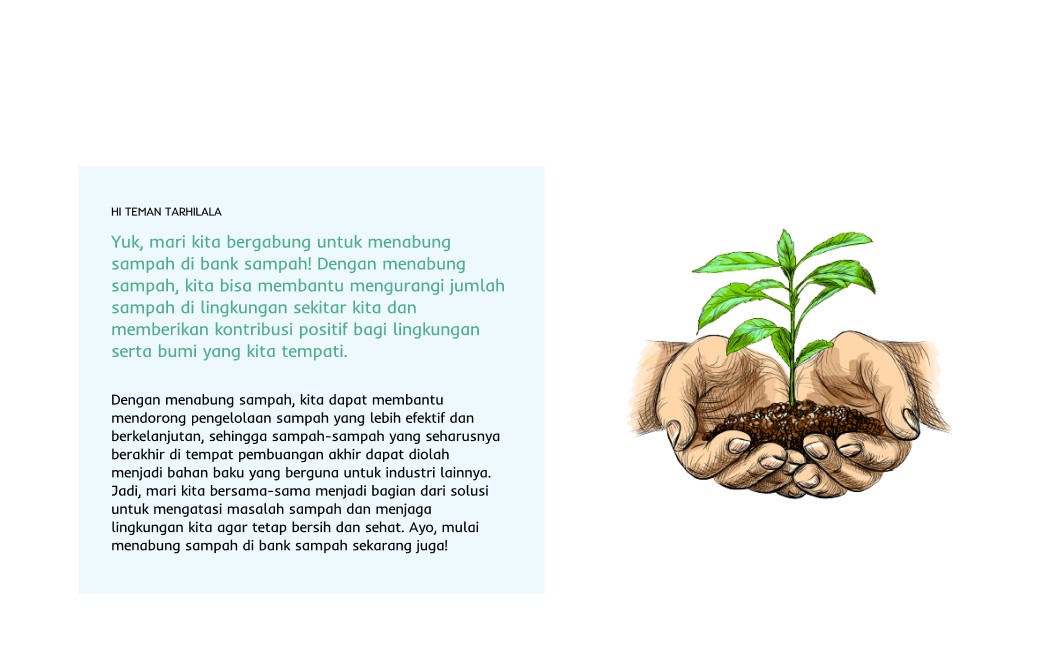 HI TEMAN TARHILALA
Yuk, mari kita bergabung untuk menabung
sampah di bank sampah! Dengan menabung
sampah, kita bisa membantu mengurangi jumlah
sampah di lingkungan sekitar kita dan
memberikan kontribusi positif bagi lingkungan
serta bumi yang kita tempati.
Dengan menabung sampah, kita dapat membantu
mendorong pengelolaan sampah yang lebih efektif dan
berkelanjutan, sehingga sampah-sampah yang seharusnya
berakhir di tempat pembuangan akhir dapat diolah
menjadi bahan baku yang berguna untuk industri lainnya.
Jadi, mari kita bersama-sama menjadi bagian dari solusi
untuk mengatasi masalah sampah dan menjaga
lingkungan kita agar tetap bersih dan sehat. Ayo, mulai
menabung sampah di bank sampah sekarang juga!